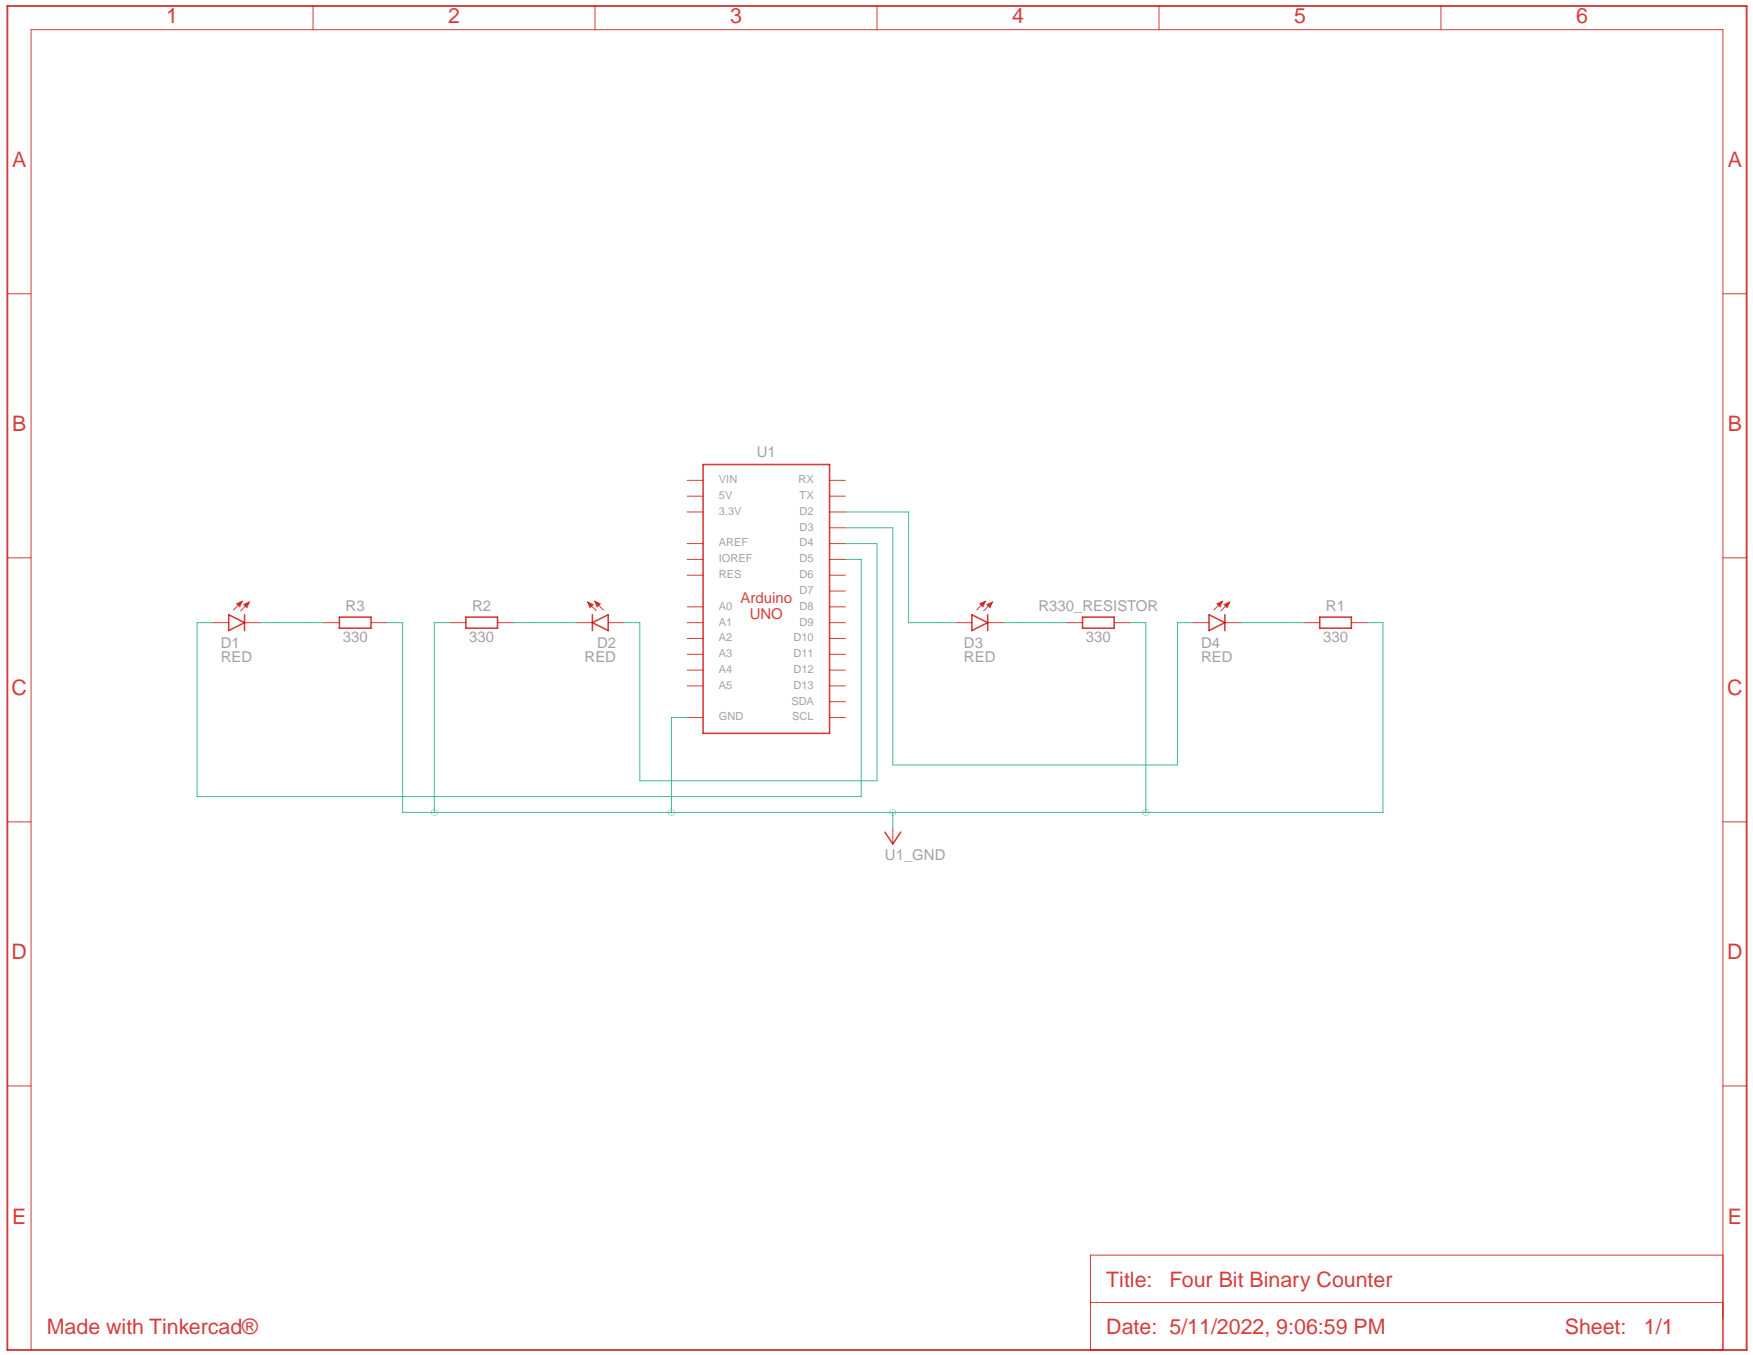 1 2 3 4 5 6
A A
B B
U1
VIN RX
5V TX
3.3V D2
D3
AREF D4
IOREF D5
RES D6
D7
Arduino
UNO
A0 D8
A1 D9
A2 D10
A3 D11
A4 D12
A5 D13
SDA
GND SCL
D1
RED
R3
330
R2
330
D2
RED
D3
RED
R330_RESISTOR
330
D4
RED
R1
330
C C
U1_GND
D D
E E
Title: Four Bit Binary Counter
Made with Tinkercad®
Date: 5/11/2022, 9:06:59 PM Sheet: 1/1